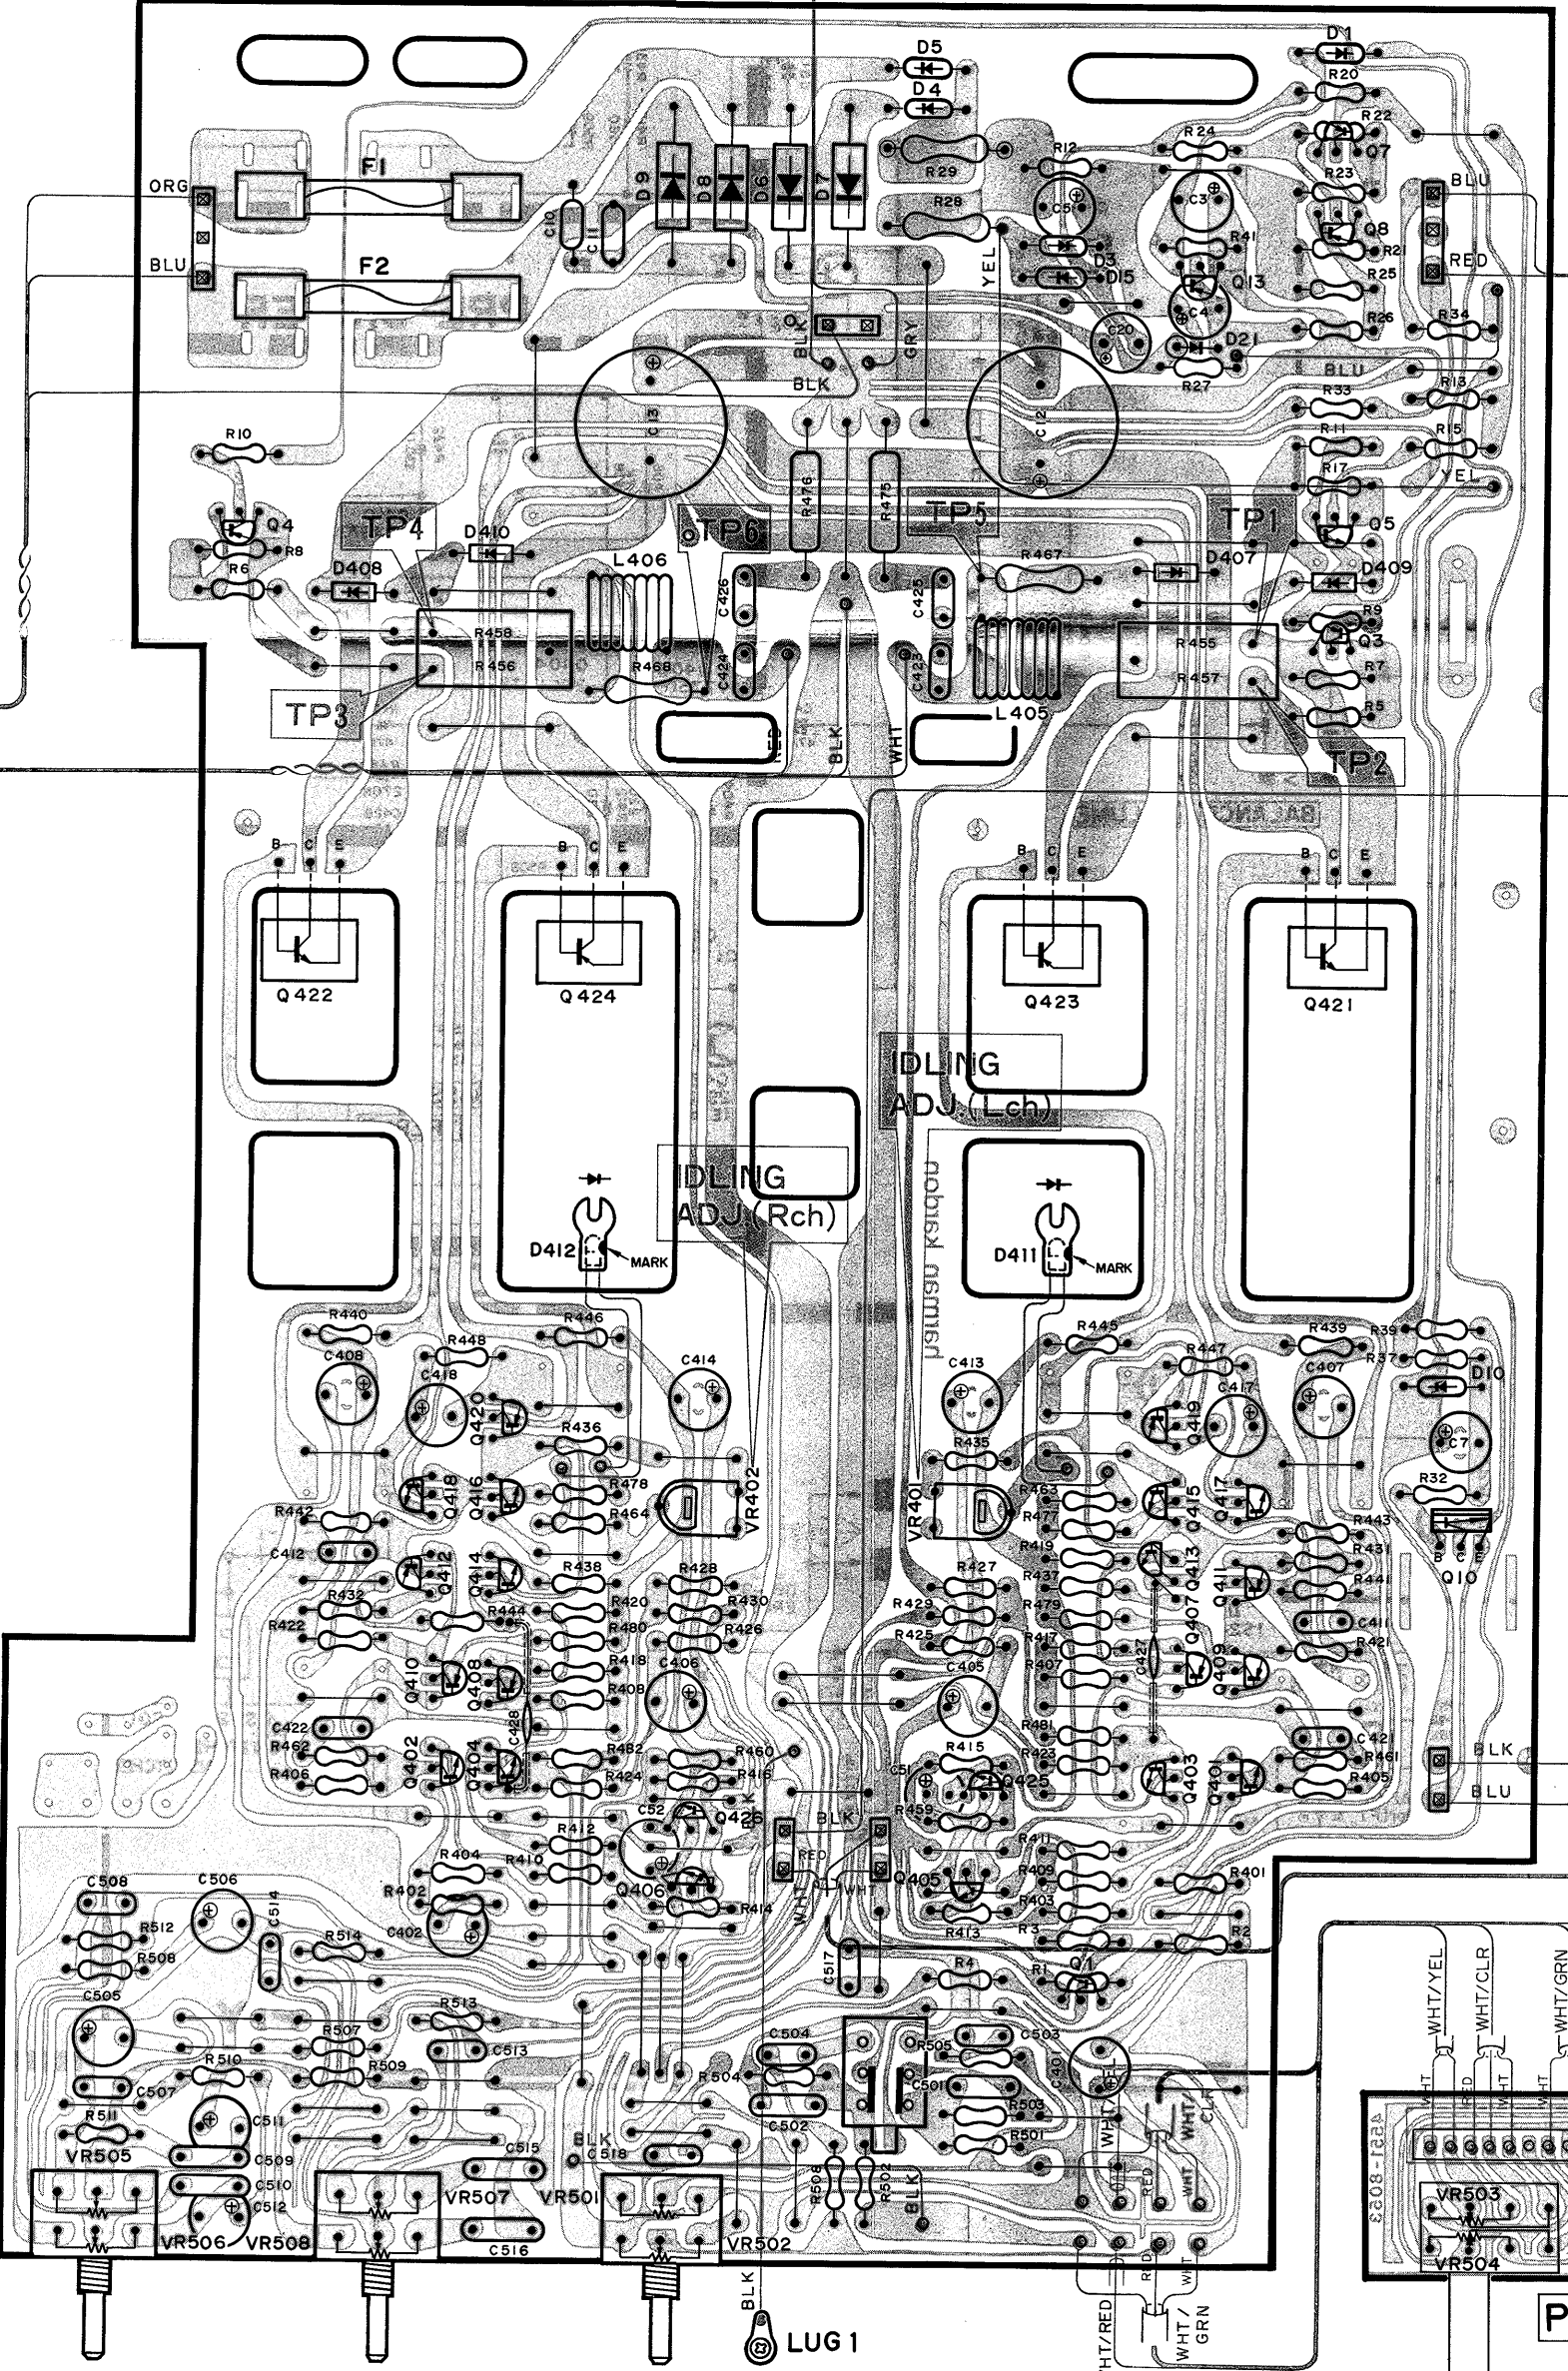 D1
D5
R20
D4
R22
R24
Q7
R12
F1
R29
R23
ORG
D9
D8
D6
D7
BLU
C5
C3
R28
C10
C11
Q8
R41
R21
D3
YEL
RED
BLU
F2
D15
Q13
R25
C4
R26
R34
BLK
GRY
C20
D21
BLU
BLK
R27
R13
R33
C13
C12
R10
R11
R15
R17
YEL
R476
R475
TP4
TP6
TP5
TP1
Q4
Q5
D410
R8
L406
R467
D407
R6
D408
D409
C426
C425
R9
R458
R455
Q3
R456
R468
C424
C423
R457
R7
TP3
L405
R5
RED
BLK
WHT
TP2
BALANCE
B C E
B C E
B C E
B C E
Q422
Q424
Q423
Q421
IDLING
ADJ (Lch)
IDLING
ADJ (Rch)
harman kardon
D412
MARK
D411
MARK
R440
R446
R445
R439
R39
R448
R447
R37
C408
C414
C413
C407
D10
C418
C417
Q420
Q419
R436
R435
C7
R478
VR402
R32
Q418
Q416
VR401
R463
Q415
Q417
R442
R464
R477
R443
C412
R419
R431
Q412
Q414
R438
R428
R427
R437
Q413
Q411
B C E
Q10
R441
R432
R444
R420
R430
R429
R479
C411
R422
R480
R426
R425
R417
Q407
R421
Q410
Q408
R418
C406
C405
R407
C427
Q409
R408
C422
C428
R481
C421
BLK
R462
Q402
Q404
R482
R460
R415
R423
R461
R406
R424
R416
C51
Q425
Q403
Q401
R405
BLU
C52
Q426
BLK
R459
R412
R411
R404
R410
RED
C508
C506
R402
Q406
WHT
WHT
Q405
R409
R401
C514
R414
R403
R512
R514
C402
R413
R3
R2
R508
C517
R4
R1
Q1
WHT/YEL
WHT/CLR
WHT/GRN
C505
R513
R507
C504
C503
R505
C513
R510
R509
R504
C401
C507
C501
WHT
RED
WHT
WHT
R511
C511
C502
R503
WHT
WHT/
CLR
R501
VR505
C509
C515
BLK
C518
4551-8053
C510
VR507
VR501
R502
BLK
RED
WHT
VR503
C512
VR506
VR508
C516
VR502
VR504
RED
WHT
BLK
P
LUG 1
WHT/
GRN